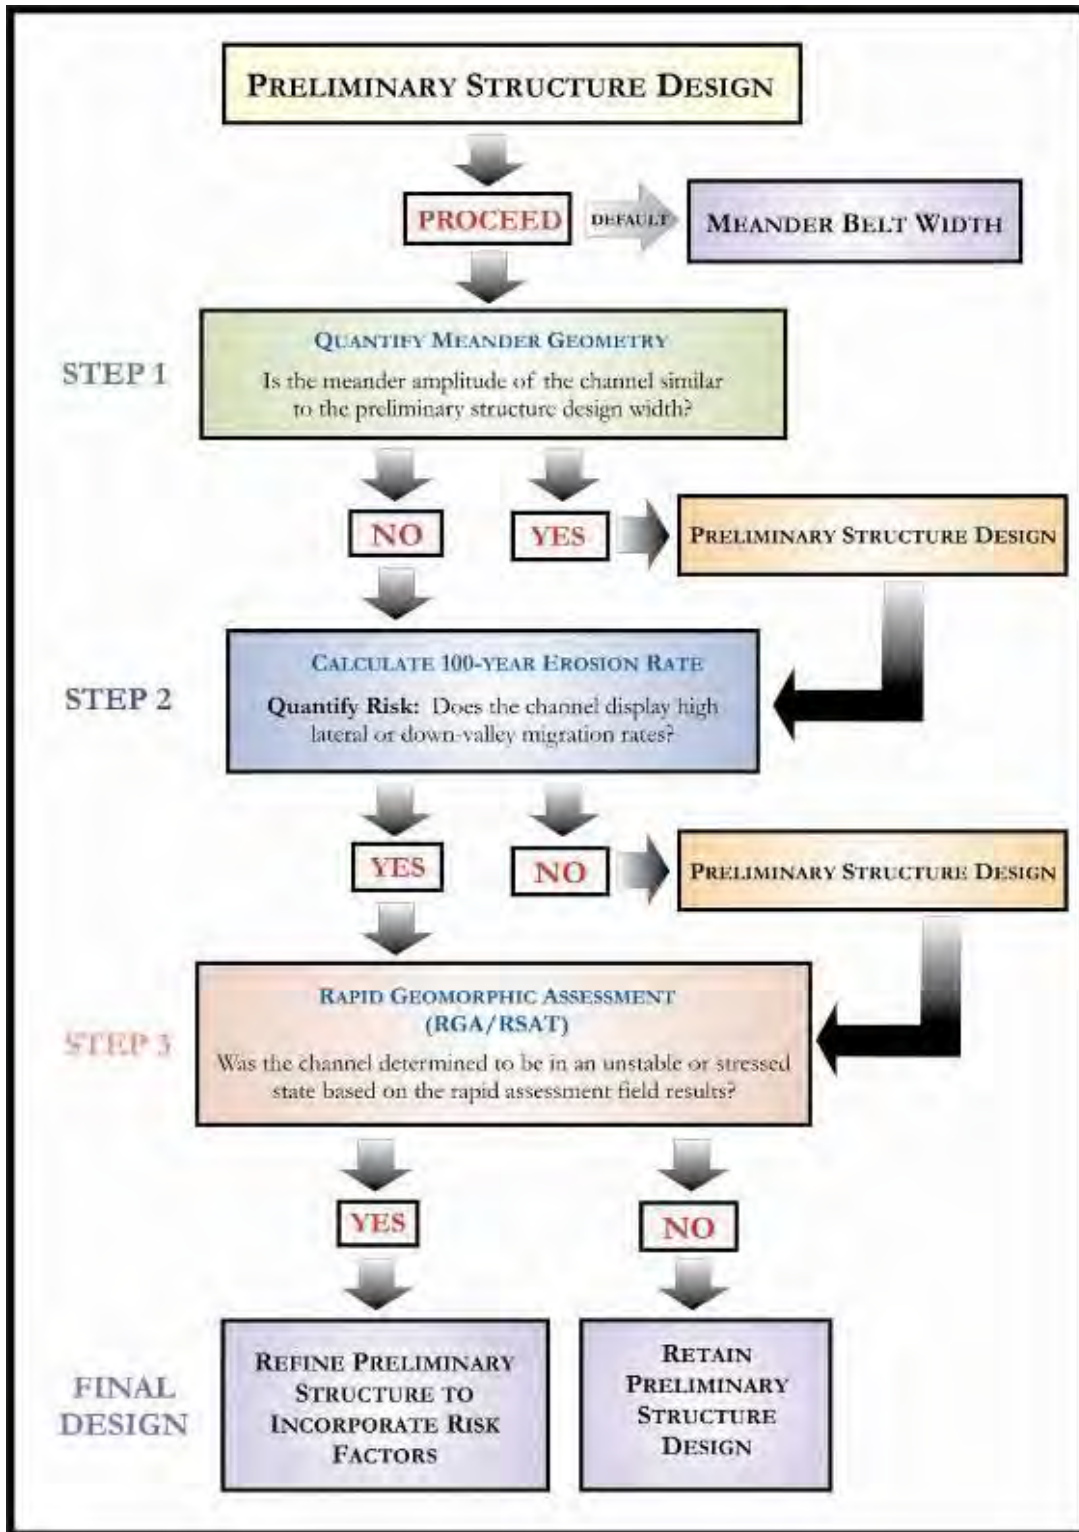 PRELIMINARY STRUCTURE DESIGN
PROCEED
DEFAULT
MEANDER BELT WIDTH
STEP 1
QUANTIFY MEANDER GEOMETRY
Is the meander amplitude of the channel similar
to the preliminary structure design width?
NO
YES
PRELIMINARY STRUCTURE DESIGN
STEP 2
CALCULATE 100-YEAR EROSION RATE
Quantify Risk: Does the channel display high
lateral or down-valley migration rates?
YES
NO
PRELIMINARY STRUCTURE DESIGN
STEP 3
RAPID GEOMORPHIC ASSESSMENT
(RGA/RSAT)
Was the channel determined to be in an unstable or stressed
state based on the rapid assessment field results?
YES
NO
FINAL
DESIGN
REFINE PRELIMINARY
STRUCTURE TO
INCORPORATE RISK
FACTORS
RETAIN
PRELIMINARY
STRUCTURE
DESIGN